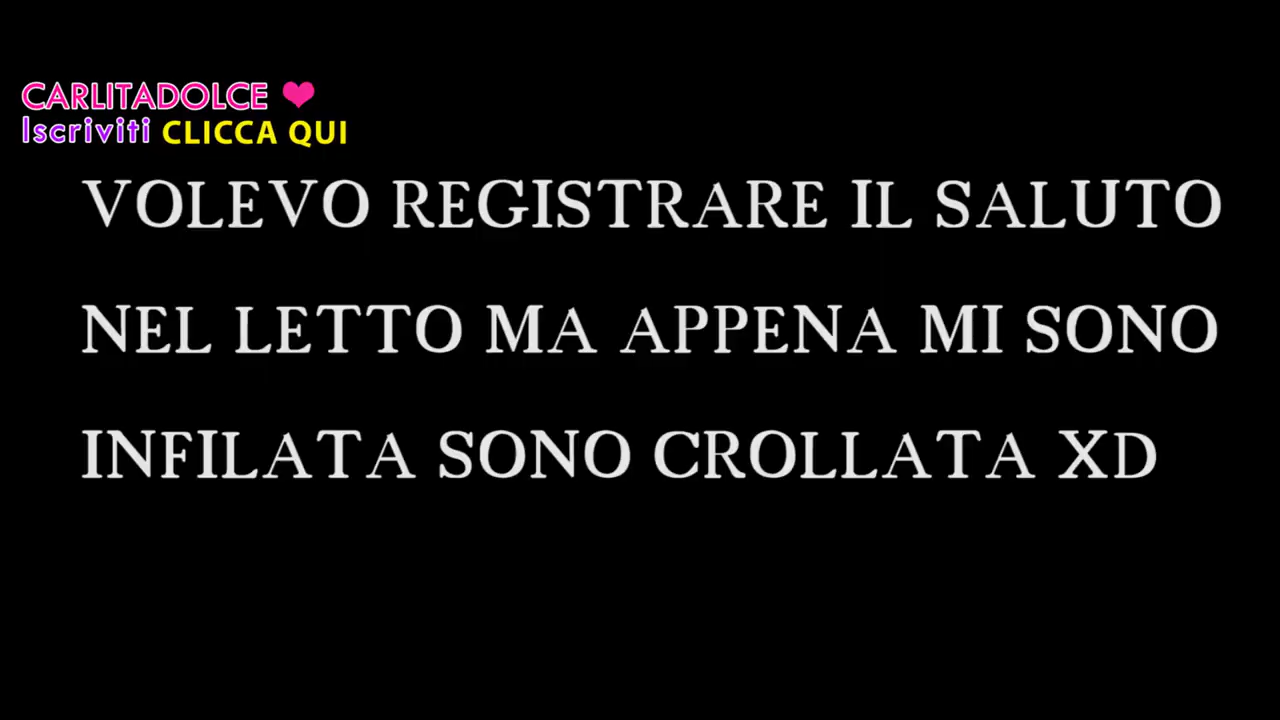 CARLITADOLCE ❤
Iscriviti CLICCA QUI
VOLEVO REGISTRARE IL SALUTO
NEL LETTO MA APPENA MI SONO
INFILATA SONO CROLLATA XD